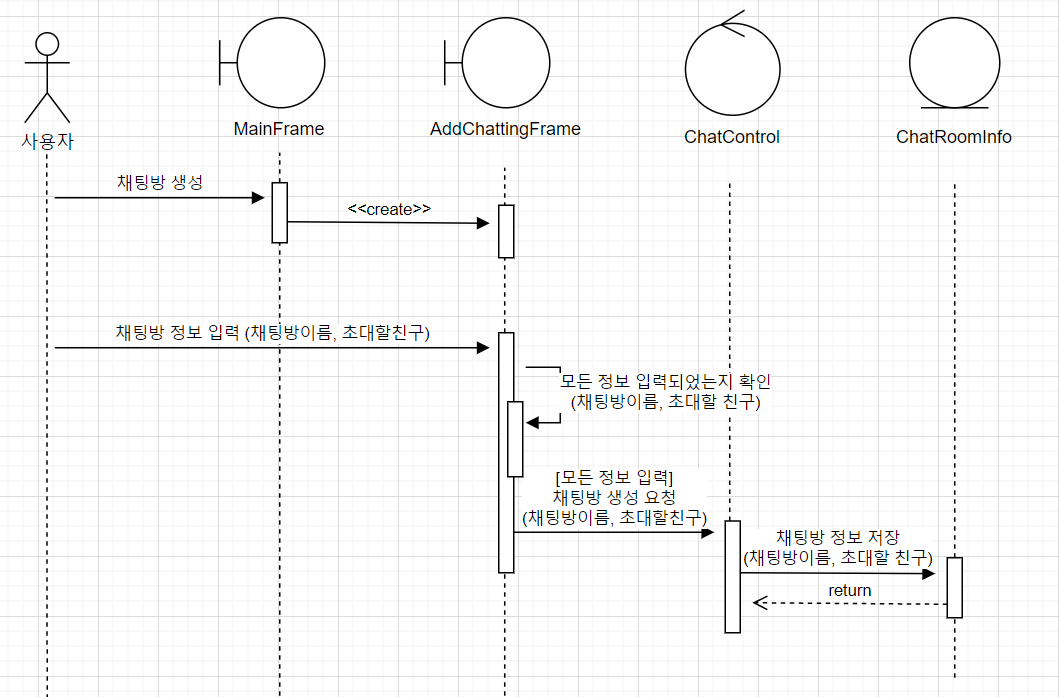 사용자
MainFrame
AddChattingFrame
ChatControl
ChatRoomInfo
채팅방 생성
<<create>>
채팅방 정보 입력 (채팅방이름, 초대할친구)
모든 정보 입력되었는지 확인
(채팅방이름, 초대할 친구)
[모든 정보 입력]
채팅방 생성 요청
(채팅방이름, 초대할친구)
채팅방 정보 저장
(채팅방이름, 초대할 친구)
return